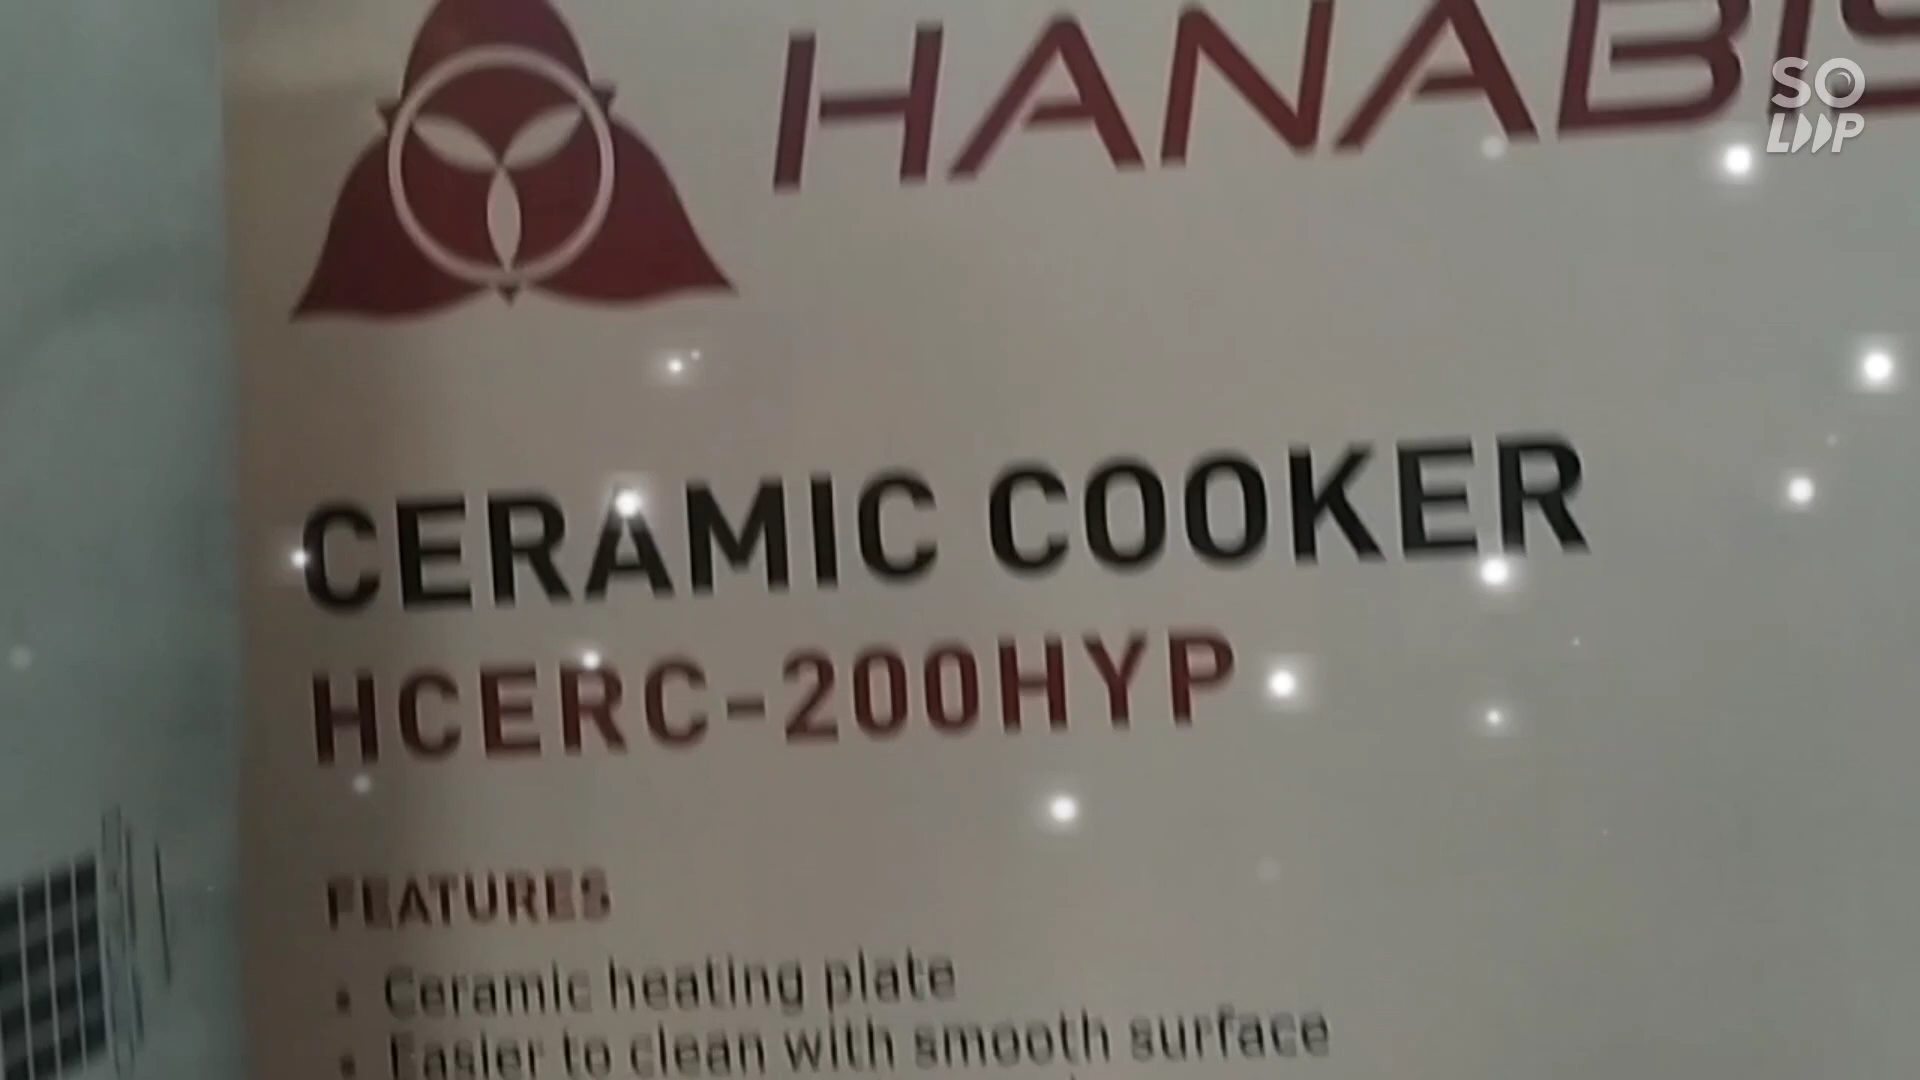 HANABIS
SO
LOOP
CERAMIC COOKER
HCERC-200HYP
FEATURES
• Ceramic heating plate
• Easier to clean with smooth surface